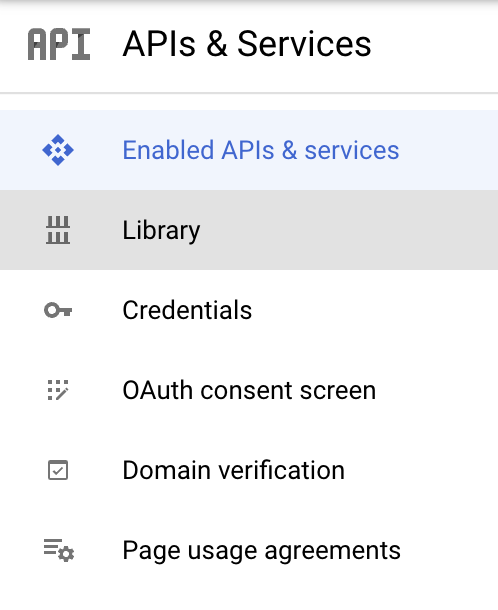 API APIs & Services
Enabled APIs & services
Library
Credentials
OAuth consent screen
Domain verification
Page usage agreements